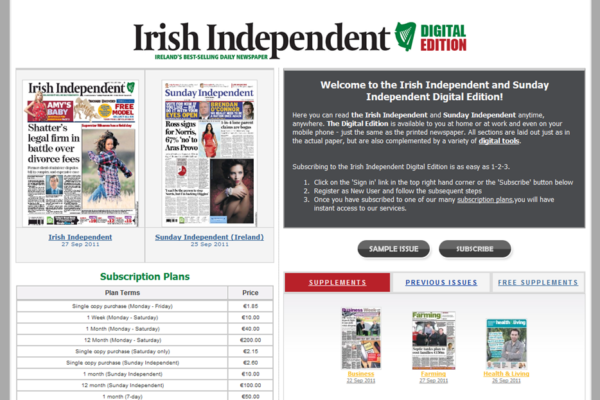 Irish Independent DIGITAL EDITION
IRELAND'S BEST-SELLING DAILY NEWSPAPER
Irish Independent
AMY'S BABY
FREE
Shatter's legal firm in battle over divorce fees
Irish Independent
27 Sep 2011
Sunday Independent
BRENDAN O'CONNOR
Ross signs for Norris, 67% 'no' to Aras Provo
Sunday Independent (Ireland)
25 Sep 2011
Subscription Plans
Plan Terms Price
Single copy purchase (Monday - Friday) €1.85
1 Week (Monday - Saturday) €10.00
1 Month (Monday - Saturday) €40.00
12 Month (Monday - Saturday) €200.00
Single copy purchase (Saturday only) €2.15
Single copy purchase (Sunday Independent) €2.60
1 month (Sunday Independent) €10.00
12 month (Sunday Independent) €100.00
1 month (7-day) €50.00
Welcome to the Irish Independent and Sunday
Independent Digital Edition!
Here you can read the Irish Independent and Sunday Independent anytime,
anywhere. The Digital Edition is available to you at home or at work and even on your
mobile phone - just the same as the printed newspaper. All sections are laid out just as in
the actual paper, but are also complemented by a variety of digital tools.
Subscribing to the Irish Independent Digital Edition is as easy as 1-2-3.
1. Click on the 'Sign in' link in the top right hand corner or the 'Subscribe' button below
2. Register as New User and follow the subsequent steps
3. Once you have subscribed to one of our many subscription plans,you will have
instant access to our services.
SAMPLE ISSUE SUBSCRIBE
SUPPLEMENTS PREVIOUS ISSUES FREE SUPPLEMENTS
Business
22 Sep 2011
Farming
Farming
27 Sep 2011
health living
Health & Living
26 Sep 2011